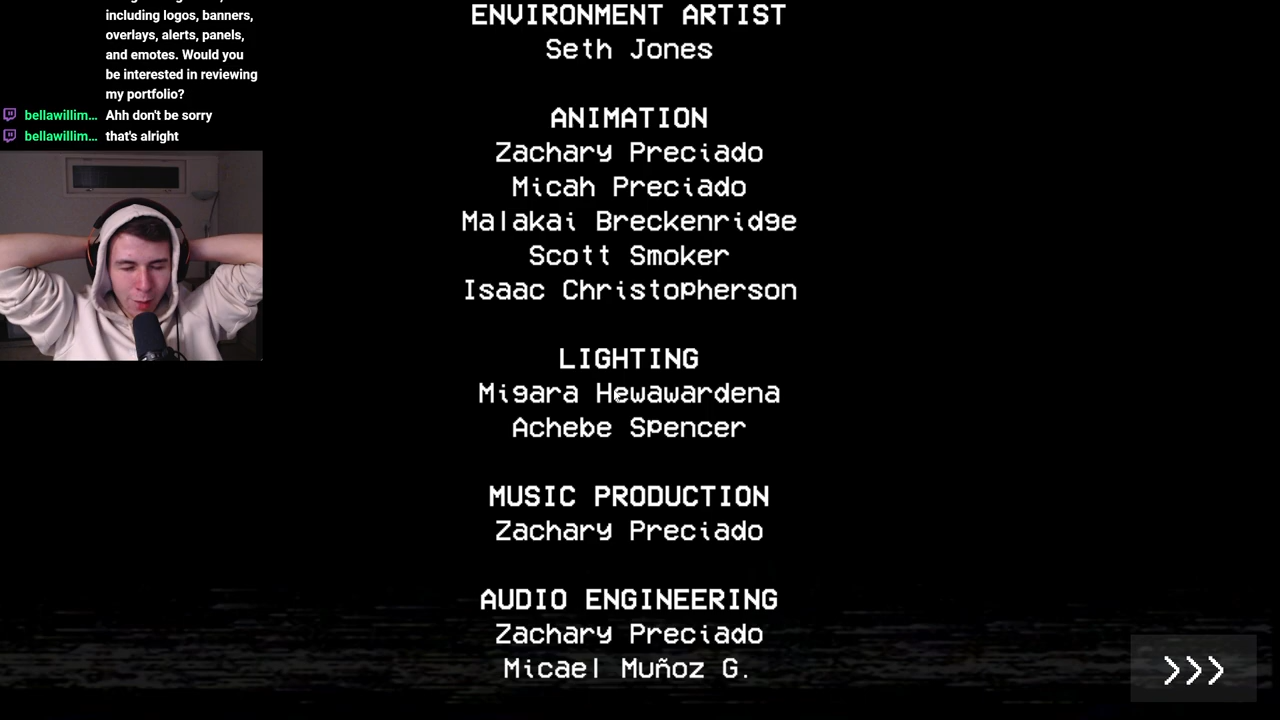 including logos, banners,
overlays, alerts, panels,
and emotes. Would you
be interested in reviewing
my portfolio?
bellawillim... Ahh don't be sorry
bellawillim... that's alright
ENVIRONMENT ARTIST
Seth Jones
ANIMATION
Zachary Preciado
Micah Preciado
Malakai Breckenridge
Scott Smoker
Isaac Christopherson
LIGHTING
Migara Hewawardena
Achebe Spencer
MUSIC PRODUCTION
Zachary Preciado
AUDIO ENGINEERING
Zachary Preciado
Micael Muñoz G.
>>>